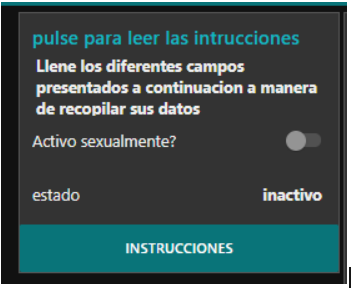 pulse para leer las intrucciones
Llene los diferentes campos
presentados a continuacion a manera
de recopilar sus datos
Activo sexualmente?
estado inactivo
INSTRUCCIONES